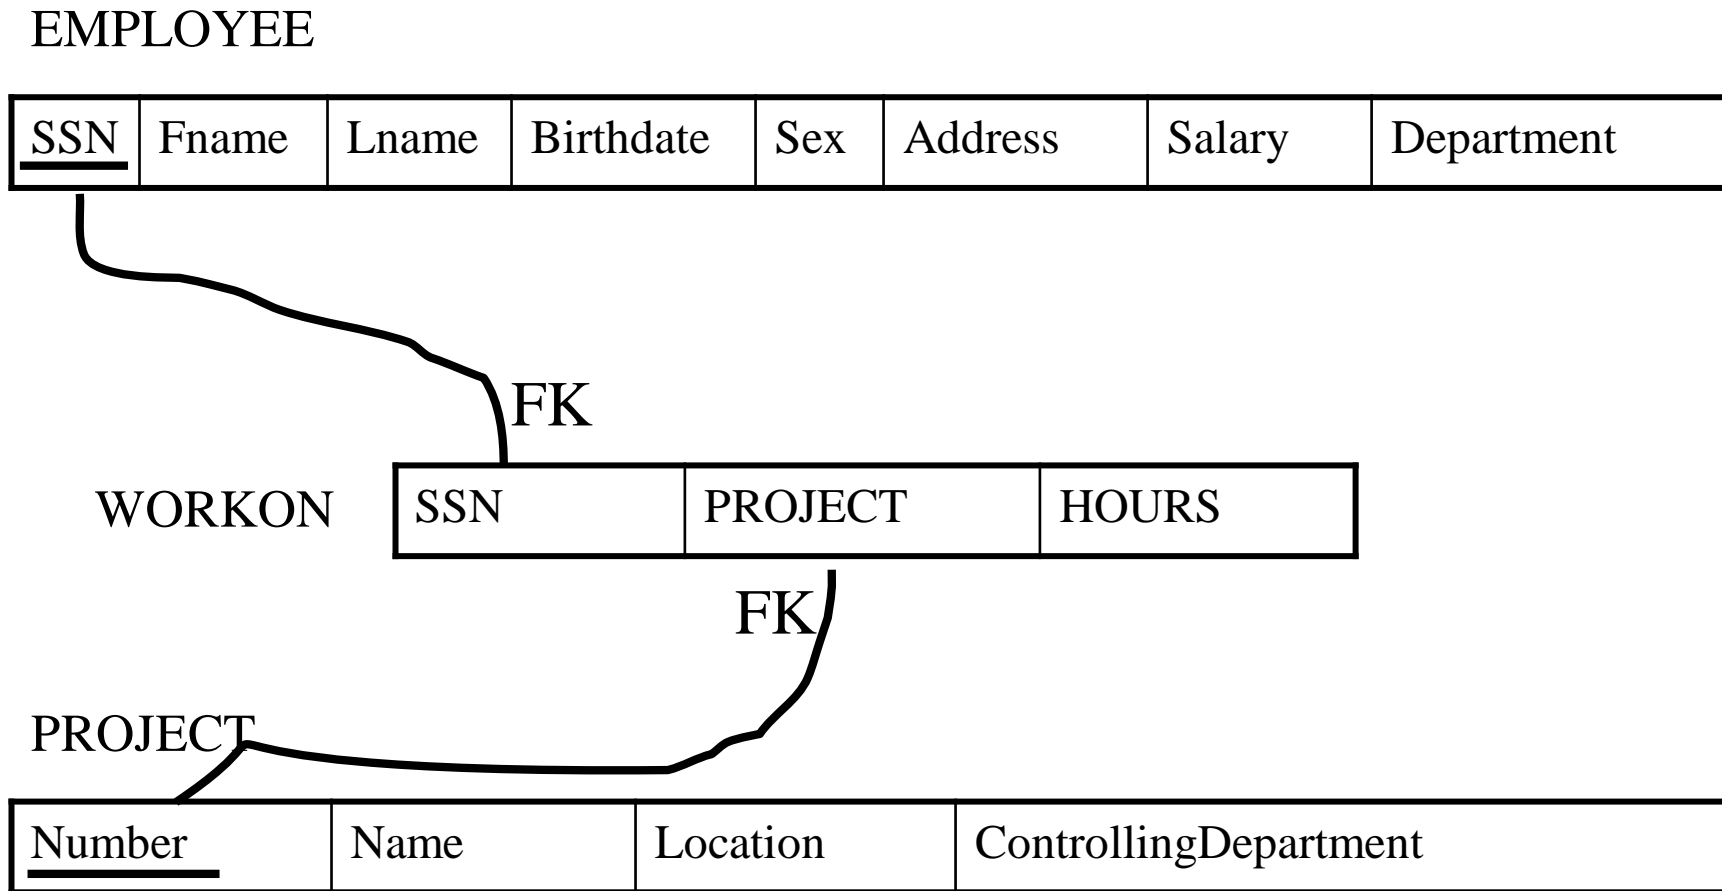 EMPLOYEE
SSN Fname Lname Birthdate Sex Address Salary Department
FK
WORKON SSN PROJECT HOURS
FK
PROJECT
Number Name Location ControllingDepartment